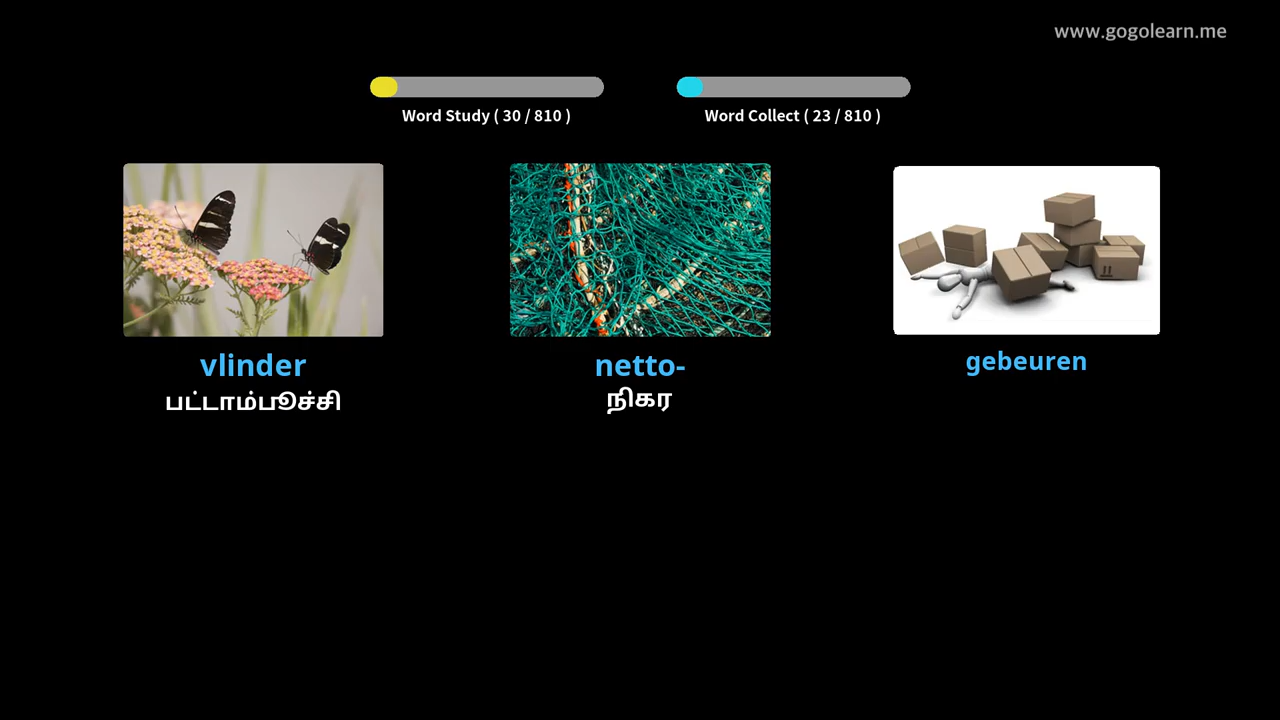 www.gogolearn.me
Word Study ( 30 / 810 )
Word Collect ( 23 / 810 )
vlinder
பட்டாம்பூச்சி
netto-
நிகர
gebeuren